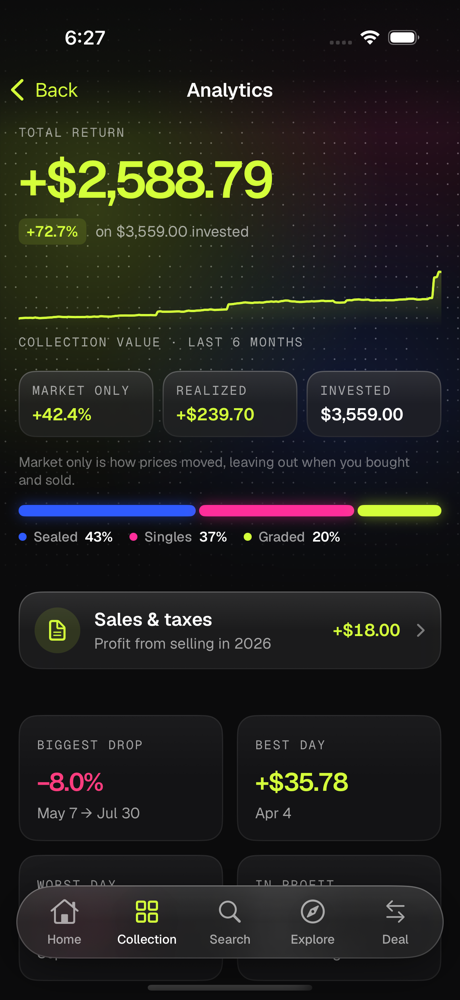 6:27
Back
Analytics
TOTAL RETURN
+$2,588.79
+72.7% on $3,559.00 invested
COLLECTION VALUE · LAST 6 MONTHS
MARKET ONLY
+42.4%
REALIZED
+$239.70
INVESTED
$3,559.00
Market only is how prices moved, leaving out when you bought
and sold.
Sealed 43% Singles 37% Graded 20%
Sales & taxes
Profit from selling in 2026
+$18.00
BIGGEST DROP
−8.0%
May 7 → Jul 30
BEST DAY
+$35.78
Apr 4
WORST DAY
IN PROFIT
Home
Collection
Search
Explore
Deal